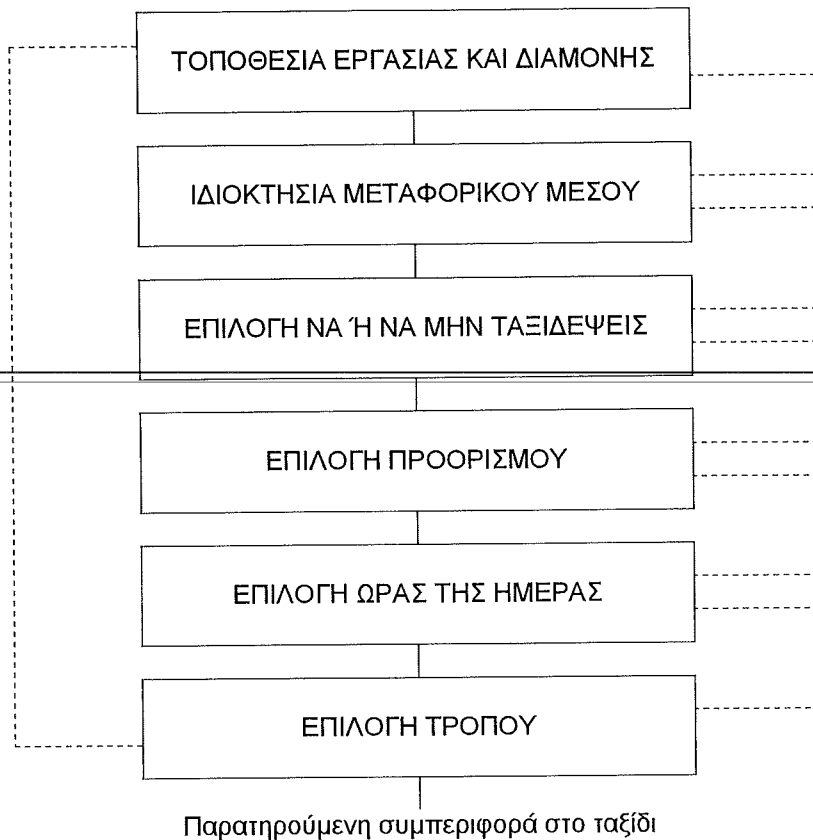 ΤΟΠΟΘΕΣΙΑ ΕΡΓΑΣΙΑΣ ΚΑΙ ΔΙΑΜΟΝΗΣ
ΙΔΙΟΚΤΗΣΙΑ ΜΕΤΑΦΟΡΙΚΟΥ ΜΕΣΟΥ
ΕΠΙΛΟΓΗ ΝΑ Ή ΝΑ ΜΗΝ ΤΑΞΙΔΕΨΕΙΣ
ΕΠΙΛΟΓΗ ΠΡΟΟΡΙΣΜΟΥ
ΕΠΙΛΟΓΗ ΩΡΑΣ ΤΗΣ ΗΜΕΡΑΣ
ΕΠΙΛΟΓΗ ΤΡΟΠΟΥ
Παρατηρούμενη συμπεριφορά στο ταξίδι